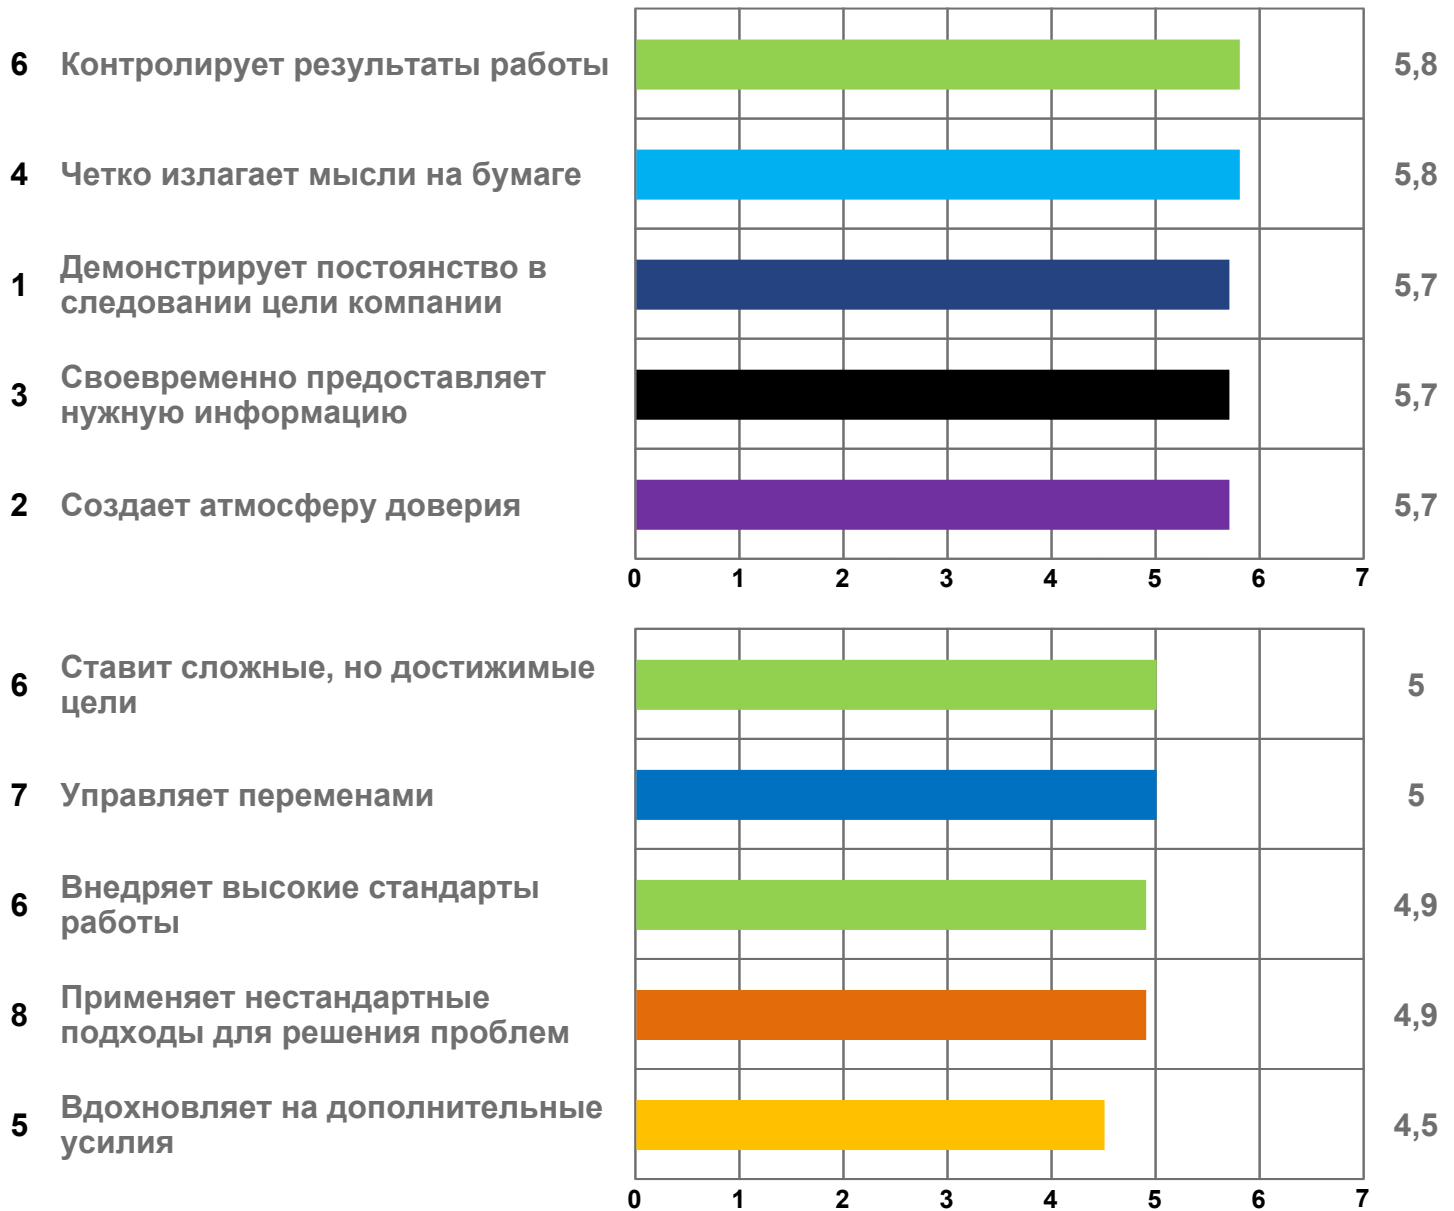 6 Контролирует результаты работы 5,8
4 Четко излагает мысли на бумаге 5,8
1 Демонстрирует постоянство в
следовании цели компании 5,7
3 Своевременно предоставляет
нужную информацию 5,7
2 Создает атмосферу доверия 5,7
0 1 2 3 4 5 6 7
6 Ставит сложные, но достижимые
цели 5
7 Управляет переменами 5
6 Внедряет высокие стандарты
работы 4,9
8 Применяет нестандартные
подходы для решения проблем 4,9
5 Вдохновляет на дополнительные
усилия 4,5
0 1 2 3 4 5 6 7